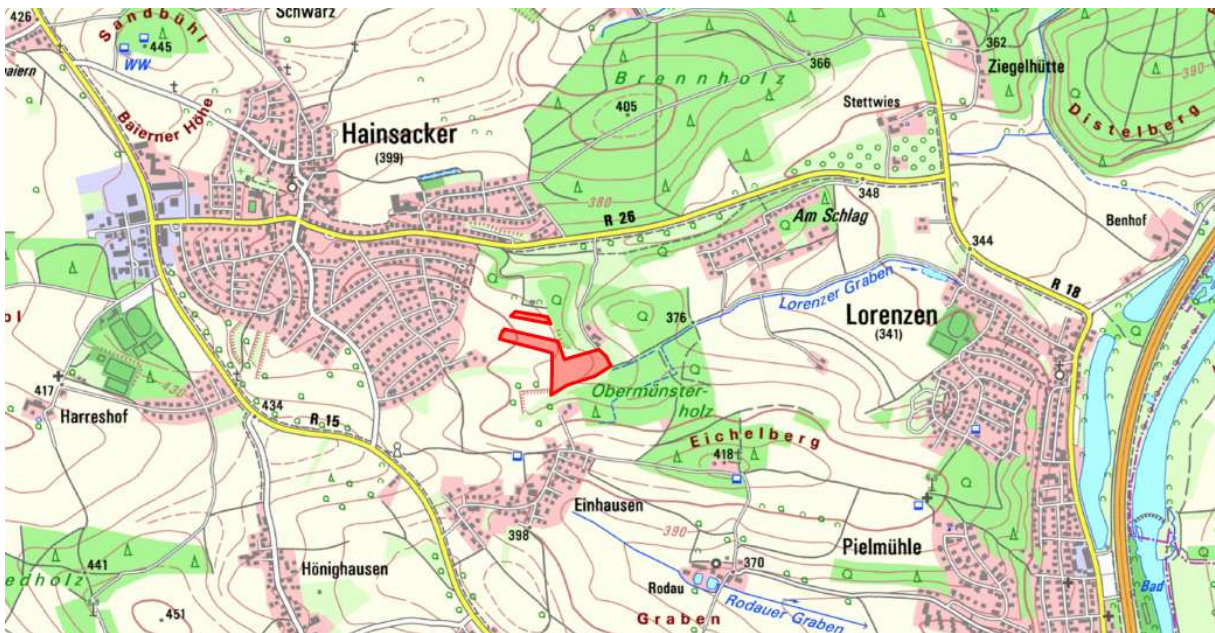 426
Sandbühl
445
WW
Schwarz
Baierner Höhe
Hainsacker
(399)
Brennholz
405
366
362
Ziegelhütte
390
Stettwies
Distelberg
380
R 26
348
Am Schlag
344
Benhof
R 18
Lorenzer Graben
Lorenzen
(341)
376
Obermünster-
holz
417
430
Harreshof
434
R 15
Eichelberg
418
Einhausen
398
390
370
Pielmühle
Rodau
Rodauer Graben
Graben
Hönighausen
441
451
Bad